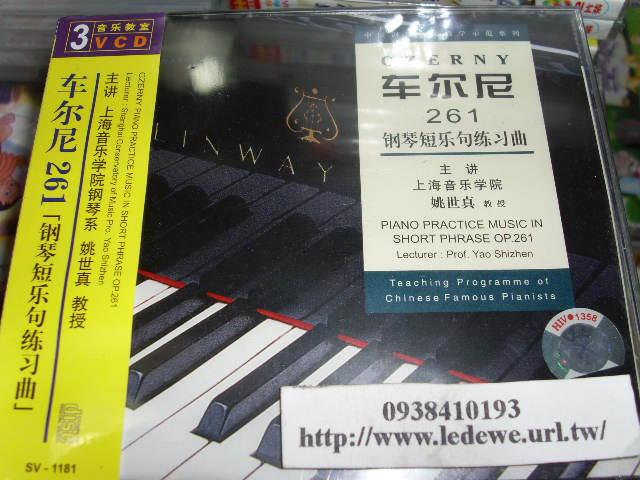 3
音乐教室
VCD
车尔尼 261「钢琴短乐句练习曲」
主讲 上海音乐学院钢琴系 姚世真 教授
CZERNY PIANO PRACTICE MUSIC IN SHORT PHRASE OP.261
Lecturer : Shanghai Conservatory of Music Pro. Yao Shizhen
SV - 1181
LINWAY
CZERNY
车尔尼
261
钢琴短乐句练习曲
主 讲
上海音乐学院
姚世真 教授
PIANO PRACTICE MUSIC IN
SHORT PHRASE OP.261
Lecturer : Prof. Yao Shizhen
Teaching Programme of
Chinese Famous Pianists
HIV●1358
0938410193
http://www.ledewe.url.tw/